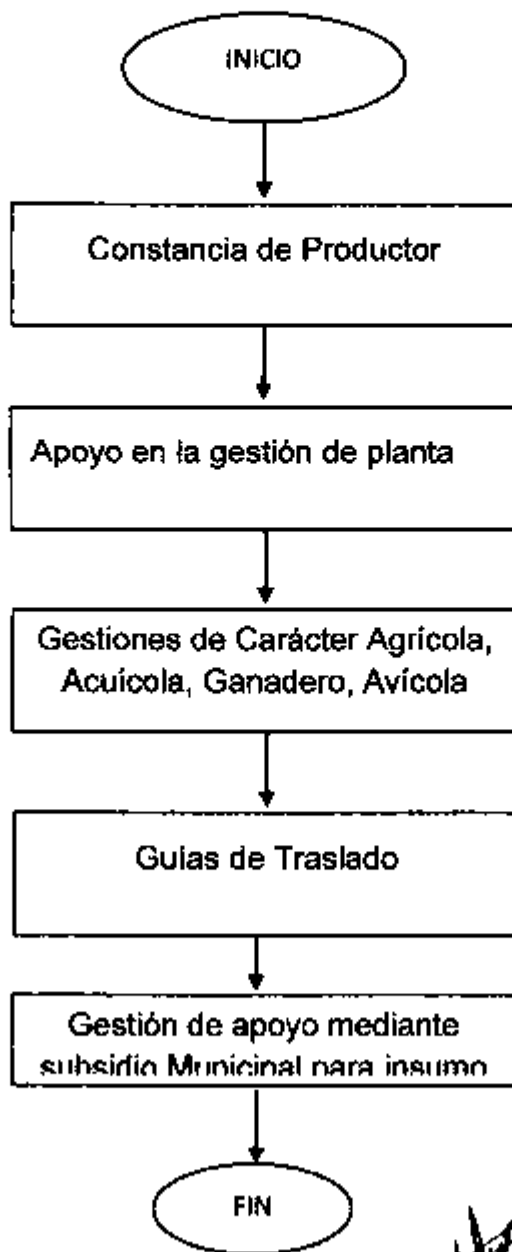 INICIO
Constancia de Productor
Apoyo en la gestión de planta
Gestiones de Carácter Agrícola,
Acuícola, Ganadero, Avícola
Guías de Traslado
Gestión de apoyo mediante
subsidio Municipal para insumo
FIN